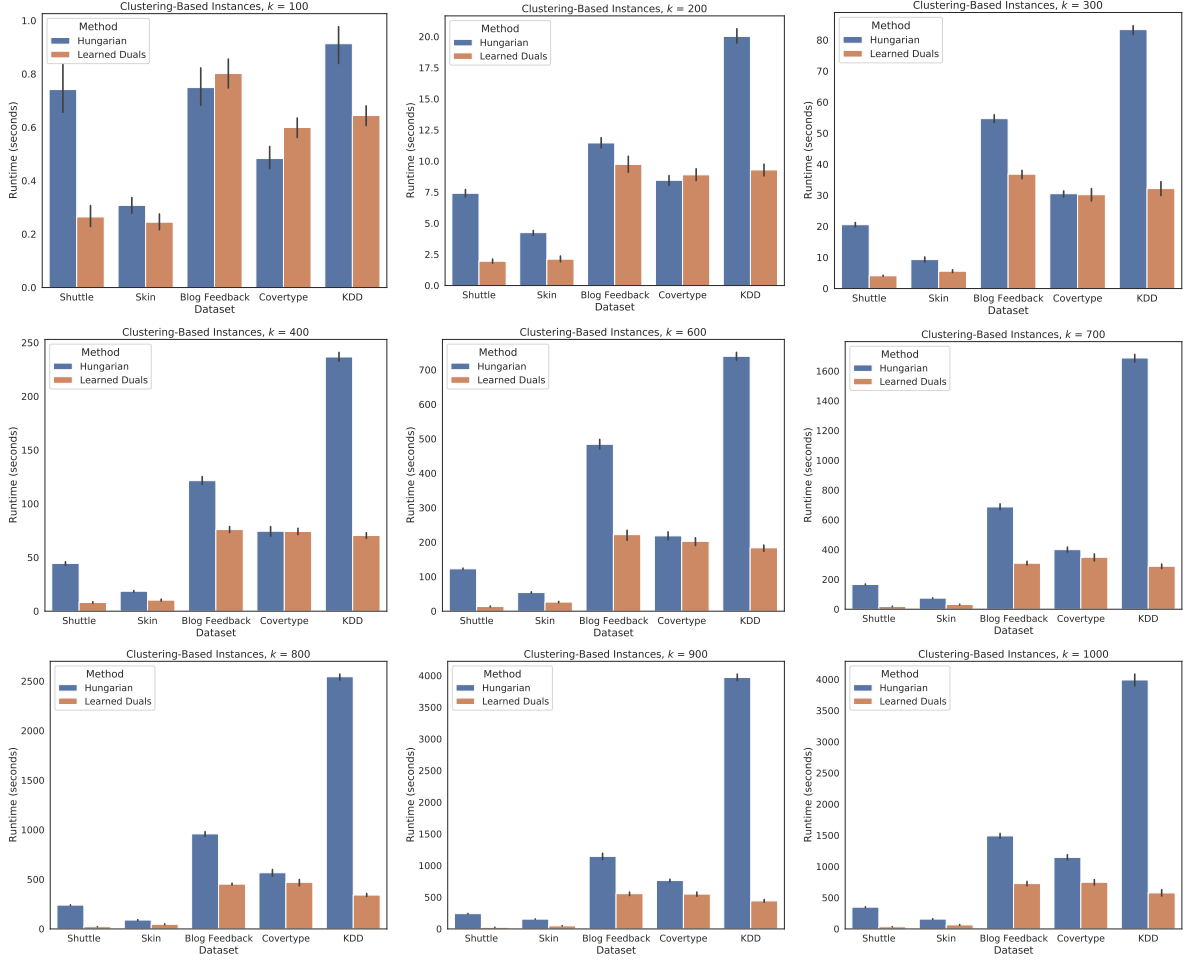 Clustering-Based Instances, k = 100
Method
Hungarian
Learned Duals
Runtime (seconds)
1.0
0.8
0.6
0.4
0.2
0.0
Shuttle Skin Blog Feedback Covertype KDD
Dataset
Clustering-Based Instances, k = 200
Method
Hungarian
Learned Duals
Runtime (seconds)
20.0
17.5
15.0
12.5
10.0
7.5
5.0
2.5
0.0
Shuttle Skin Blog Feedback Covertype KDD
Dataset
Clustering-Based Instances, k = 300
Method
Hungarian
Learned Duals
Runtime (seconds)
80
70
60
50
40
30
20
10
0
Shuttle Skin Blog Feedback Covertype KDD
Dataset
Clustering-Based Instances, k = 400
Method
Hungarian
Learned Duals
Runtime (seconds)
250
200
150
100
50
0
Shuttle Skin Blog Feedback Covertype KDD
Dataset
Clustering-Based Instances, k = 600
Method
Hungarian
Learned Duals
Runtime (seconds)
700
600
500
400
300
200
100
0
Shuttle Skin Blog Feedback Covertype KDD
Dataset
Clustering-Based Instances, k = 700
Method
Hungarian
Learned Duals
Runtime (seconds)
1600
1400
1200
1000
800
600
400
200
0
Shuttle Skin Blog Feedback Covertype KDD
Dataset
Clustering-Based Instances, k = 800
Method
Hungarian
Learned Duals
Runtime (seconds)
2500
2000
1500
1000
500
0
Shuttle Skin Blog Feedback Covertype KDD
Dataset
Clustering-Based Instances, k = 900
Method
Hungarian
Learned Duals
Runtime (seconds)
4000
3500
3000
2500
2000
1500
1000
500
0
Shuttle Skin Blog Feedback Covertype KDD
Dataset
Clustering-Based Instances, k = 1000
Method
Hungarian
Learned Duals
Runtime (seconds)
4000
3500
3000
2500
2000
1500
1000
500
0
Shuttle Skin Blog Feedback Covertype KDD
Dataset